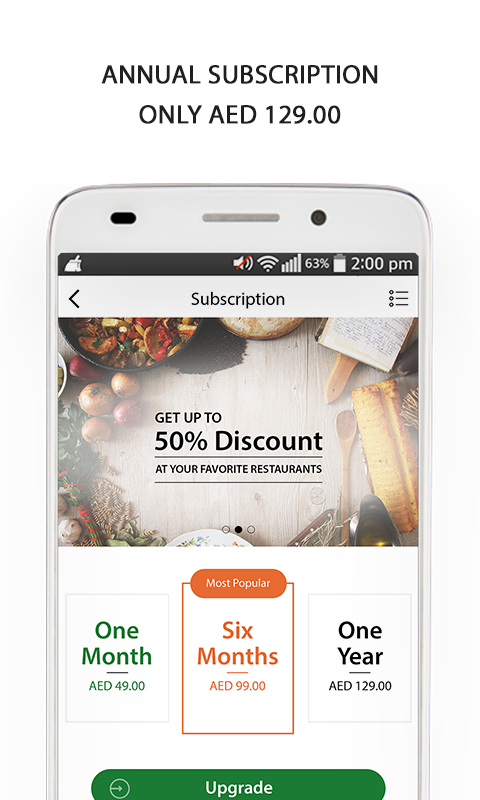 ANNUAL SUBSCRIPTION
ONLY AED 129.00
63% 2:00 pm
Subscription
GET UP TO
50% Discount
AT YOUR FAVORITE RESTAURANTS
Most Popular
One
Month
AED 49.00
Six
Months
AED 99.00
One
Year
AED 129.00
Upgrade